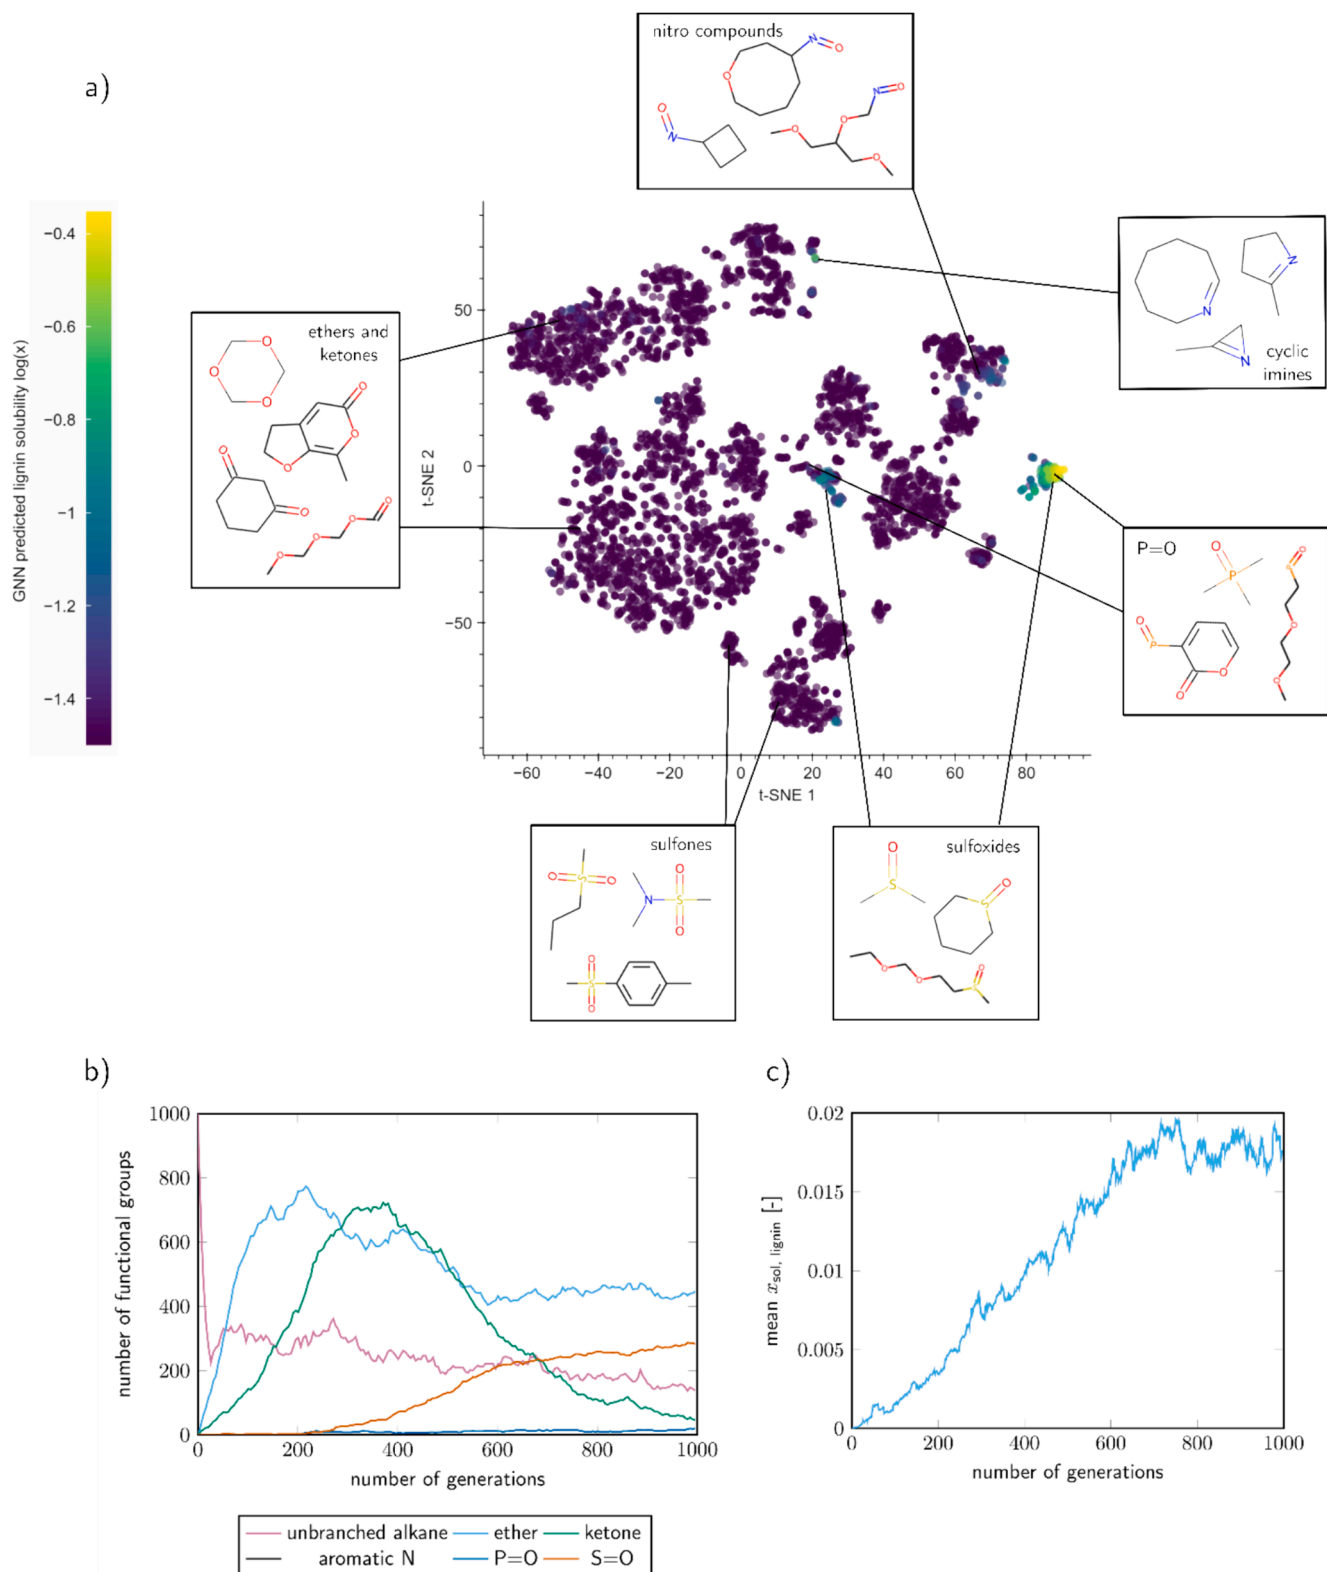 a)
nitro compounds
N
O
O
O
N
N
O
O
O
O
GNN predicted lignin solubility log(x)
−0.4
−0.6
−0.8
−1
−1.2
−1.4
ethers and
ketones
O
O
O
O
O
O
O
O
O
O
O
O
N
N
N
cyclic
imines
t-SNE 2
50
0
−50
−60
−40
−20
0
20
40
60
80
t-SNE 1
P=O
O
P
O
P
O
O
O
O
sulfones
O
S
O
O
N
S
O
O
S
O
sulfoxides
O
S
O
S
O
O
O
S
b)
number of functional groups
1000
800
600
400
200
0
0
200
400
600
800
1000
number of generations
unbranched alkane
ether
ketone
aromatic N
P=O
S=O
c)
mean xsol, lignin [-]
0.02
0.015
0.01
0.005
0
0
200
400
600
800
1000
number of generations